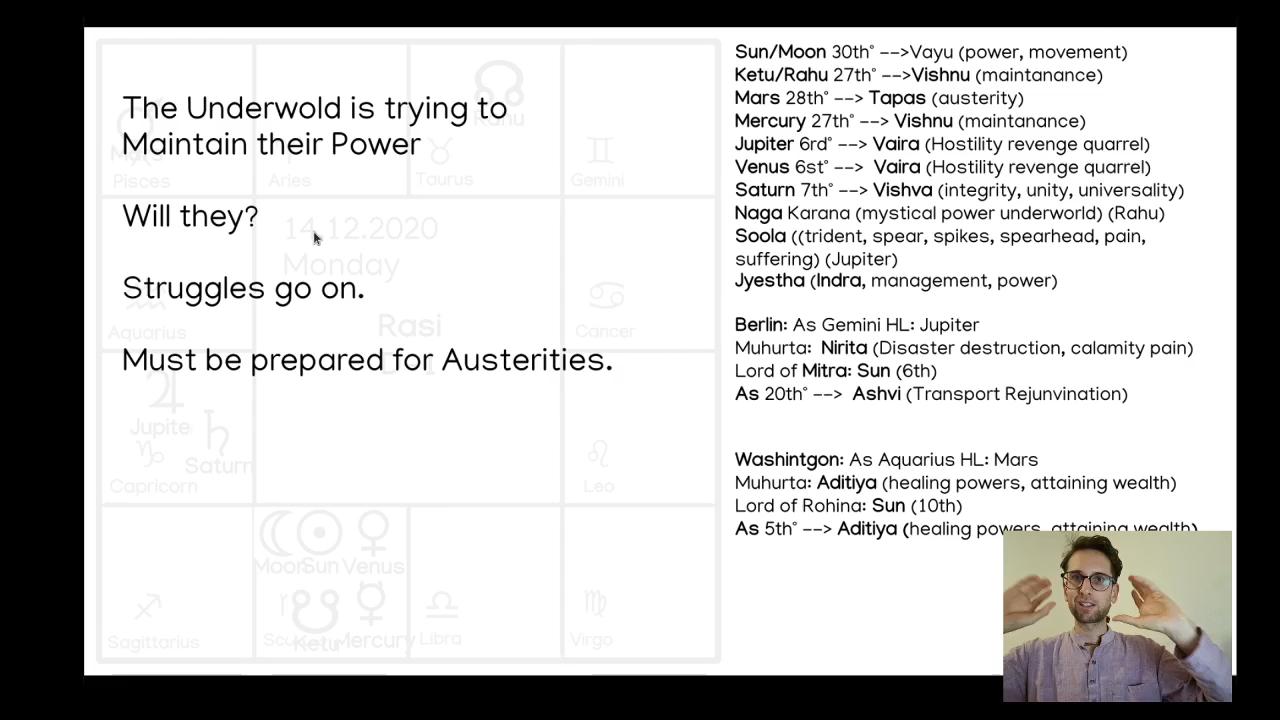 The Underwold is trying to
Maintain their Power
Will they?
Struggles go on.
Must be prepared for Austerities.
Rahu
Pisces
Aries
Taurus
Gemini
14.12.2020
Monday
Rasi
Aquarius
Cancer
Jupite
Saturn
Capricorn
Leo
Moon
Sun
Venus
Ketu
Mercury
Sagittarius
Libra
Virgo
Sun/Moon 30th° -->Vayu (power, movement)
Ketu/Rahu 27th° -->Vishnu (maintanance)
Mars 28th° --> Tapas (austerity)
Mercury 27th° --> Vishnu (maintanance)
Jupiter 6rd° --> Vaira (Hostility revenge quarrel)
Venus 6st° --> Vaira (Hostility revenge quarrel)
Saturn 7th° --> Vishva (integrity, unity, universality)
Naga Karana (mystical power underworld) (Rahu)
Soola ((trident, spear, spikes, spearhead, pain,
suffering) (Jupiter)
Jyestha (Indra, management, power)
Berlin: As Gemini HL: Jupiter
Muhurta: Nirita (Disaster destruction, calamity pain)
Lord of Mitra: Sun (6th)
As 20th° --> Ashvi (Transport Rejunvination)
Washintgon: As Aquarius HL: Mars
Muhurta: Aditiya (healing powers, attaining wealth)
Lord of Rohina: Sun (10th)
As 5th° --> Aditiya (healing powers, attaining wealth)